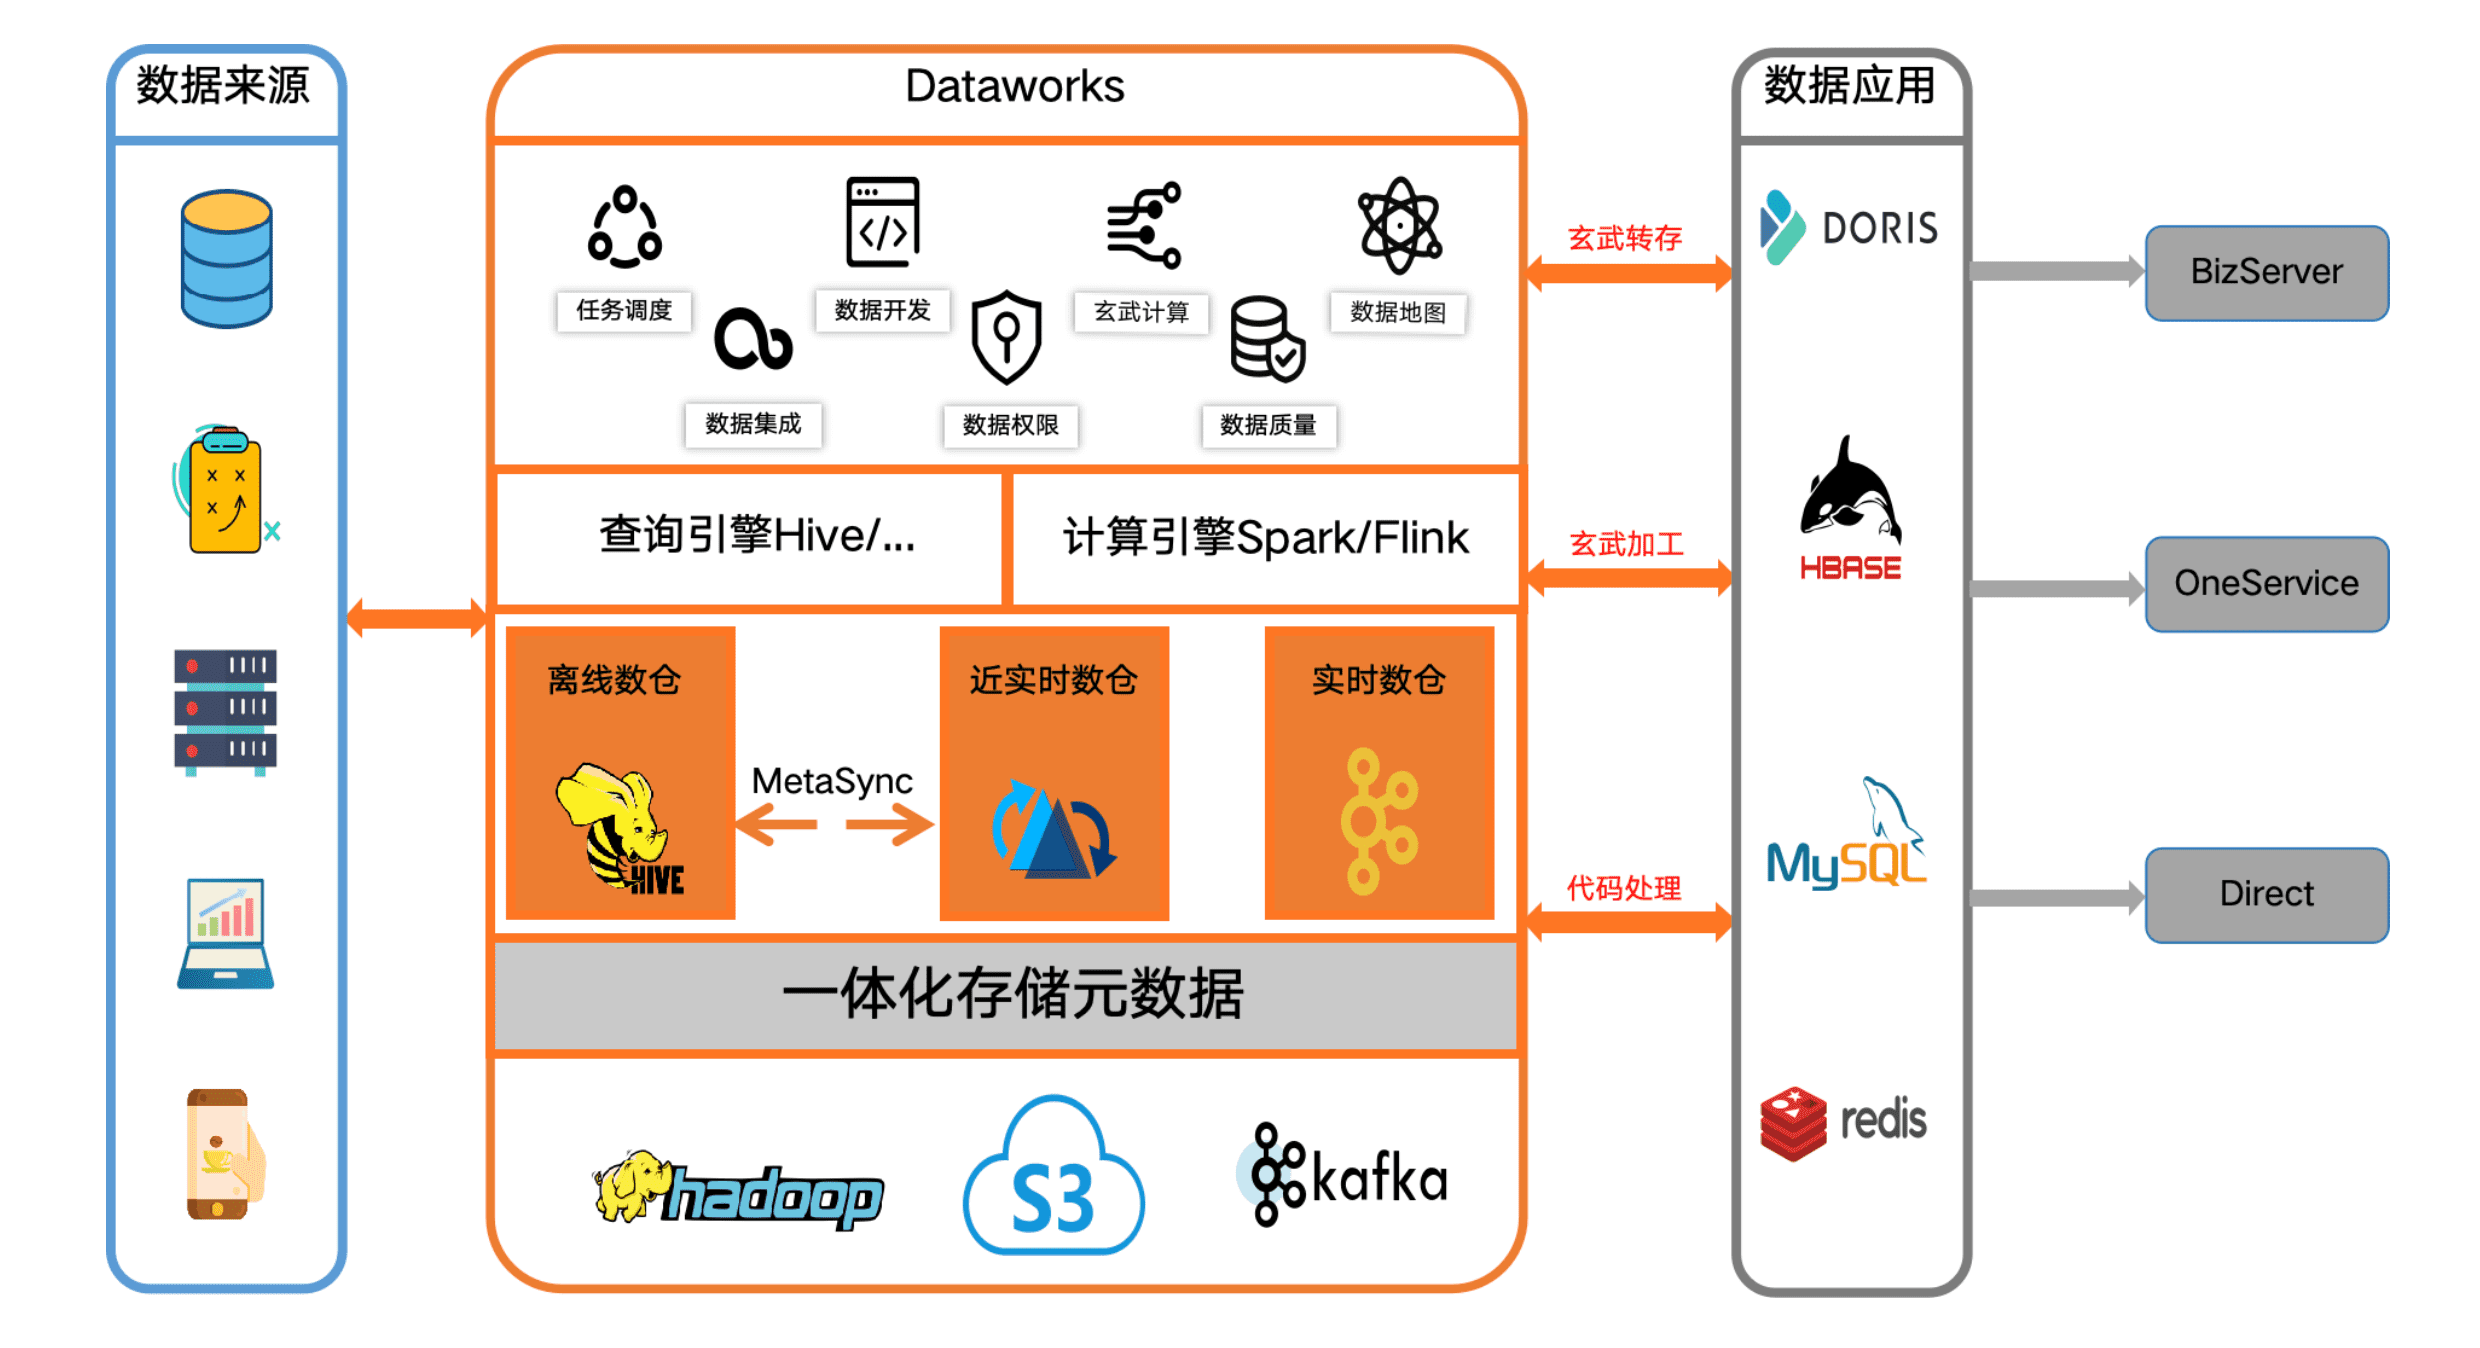 数据来源
Dataworks
任务调度
数据开发
玄武计算
数据地图
数据集成
数据权限
数据质量
查询引擎Hive/...
计算引擎Spark/Flink
离线数仓
HIVE
MetaSync
近实时数仓
实时数仓
一体化存储元数据
hadoop
S3
kafka
玄武转存
玄武加工
代码处理
数据应用
DORIS
HBASE
MySQL
redis
BizServer
OneService
Direct